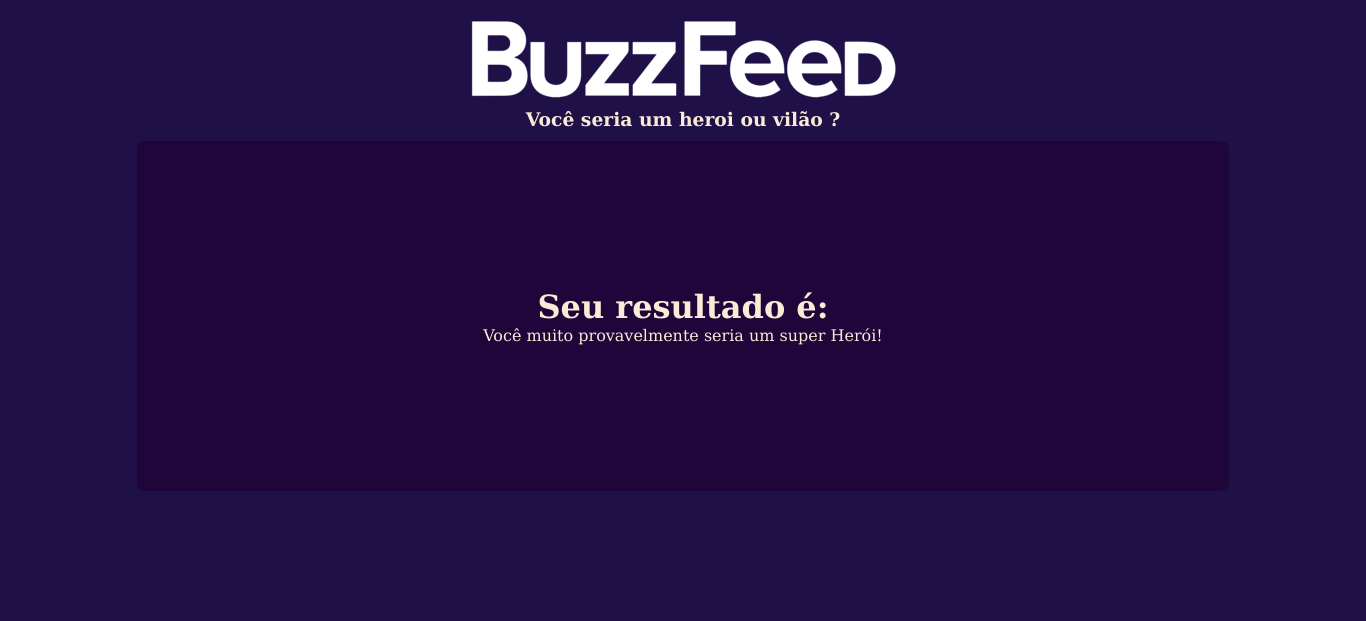 BuzzFeed
Você seria um heroi ou vilão ?
Seu resultado é:
Você muito provavelmente seria um super Herói!